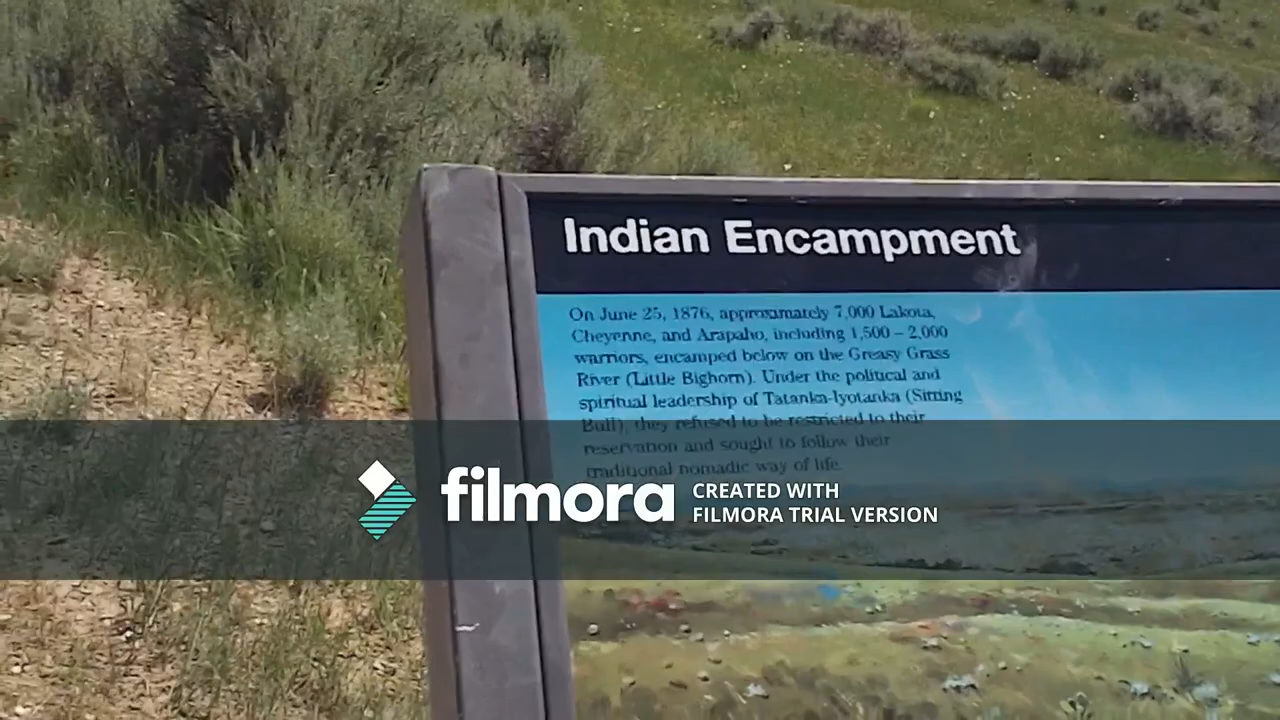 Indian Encampment
On June 25, 1876, approximately 7,000 Lakota,
Cheyenne, and Arapaho, including 1,500 – 2,000
warriors, encamped below on the Greasy Grass
River (Little Bighorn). Under the political and
spiritual leadership of Tatanka-Iyotanka (Sitting
Bull), they refused to be restricted to their
reservation and sought to follow their
traditional nomadic way of life.
filmora
CREATED WITH
FILMORA TRIAL VERSION